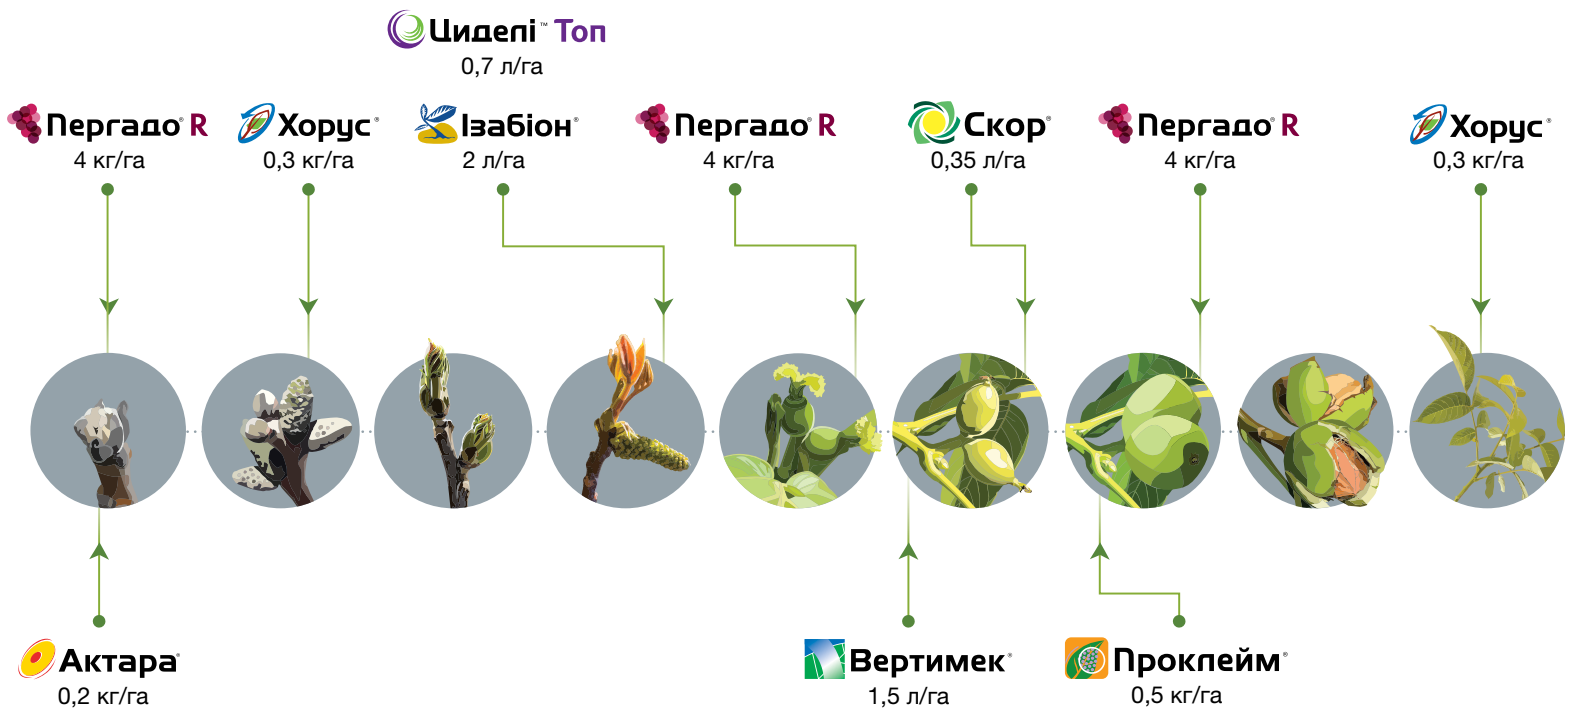 Циделі™ Топ
0,7 л/га
Пергадо® R
4 кг/га
Хорус®
0,3 кг/га
Ізабіон®
2 л/га
Пергадо® R
4 кг/га
Скор®
0,35 л/га
Пергадо® R
4 кг/га
Хорус®
0,3 кг/га
Актара®
0,2 кг/га
Вертимек®
1,5 л/га
Проклейм®
0,5 кг/га